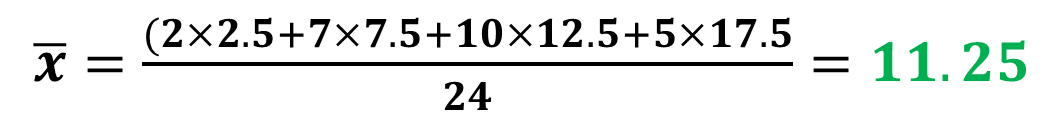 x̅ = (2×2.5+7×7.5+10×12.5+5×17.5 / 24 = 11.25